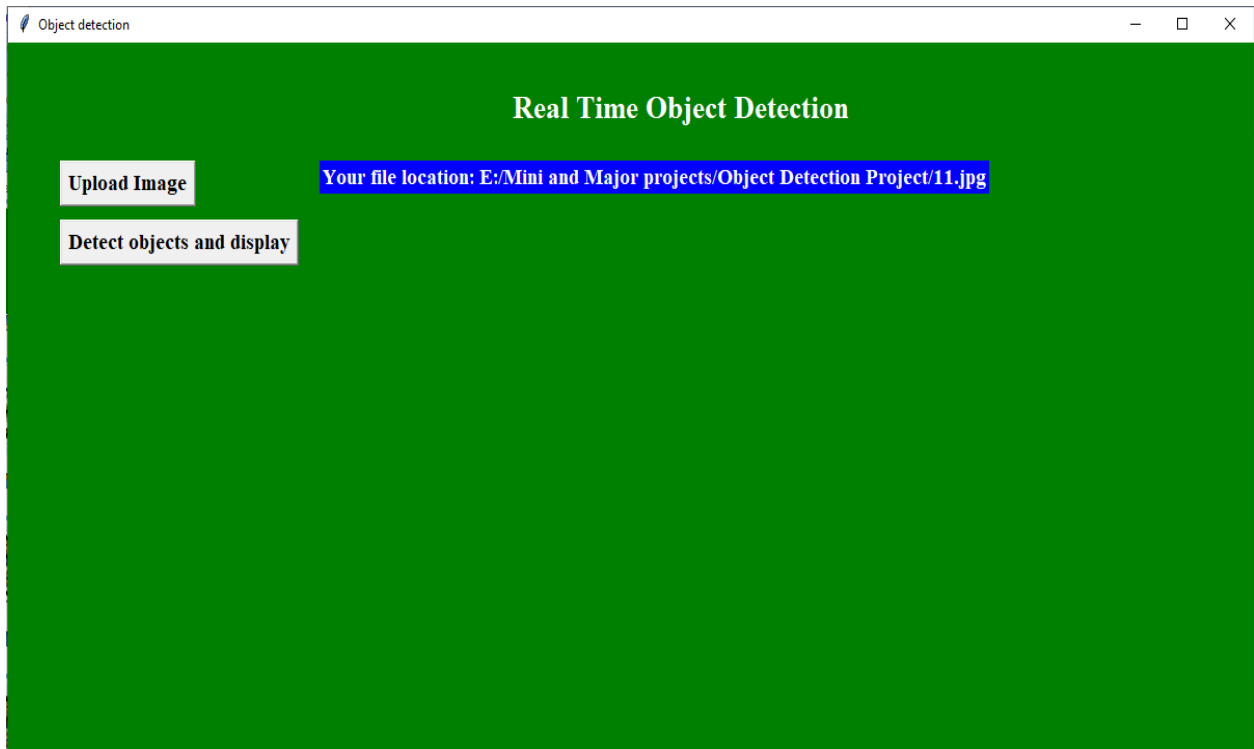 Object detection
Real Time Object Detection
Upload Image
Your file location: E:/Mini and Major projects/Object Detection Project/11.jpg
Detect objects and display